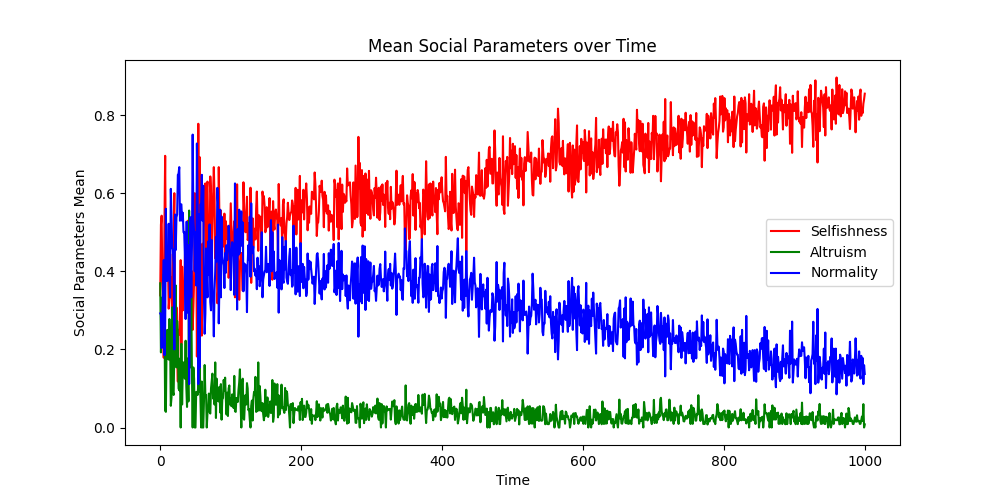 Mean Social Parameters over Time
Social Parameters Mean
0.8
0.6
0.4
0.2
0.0
Selfishness
Altruism
Normality
0 200 400 600 800 1000
Time